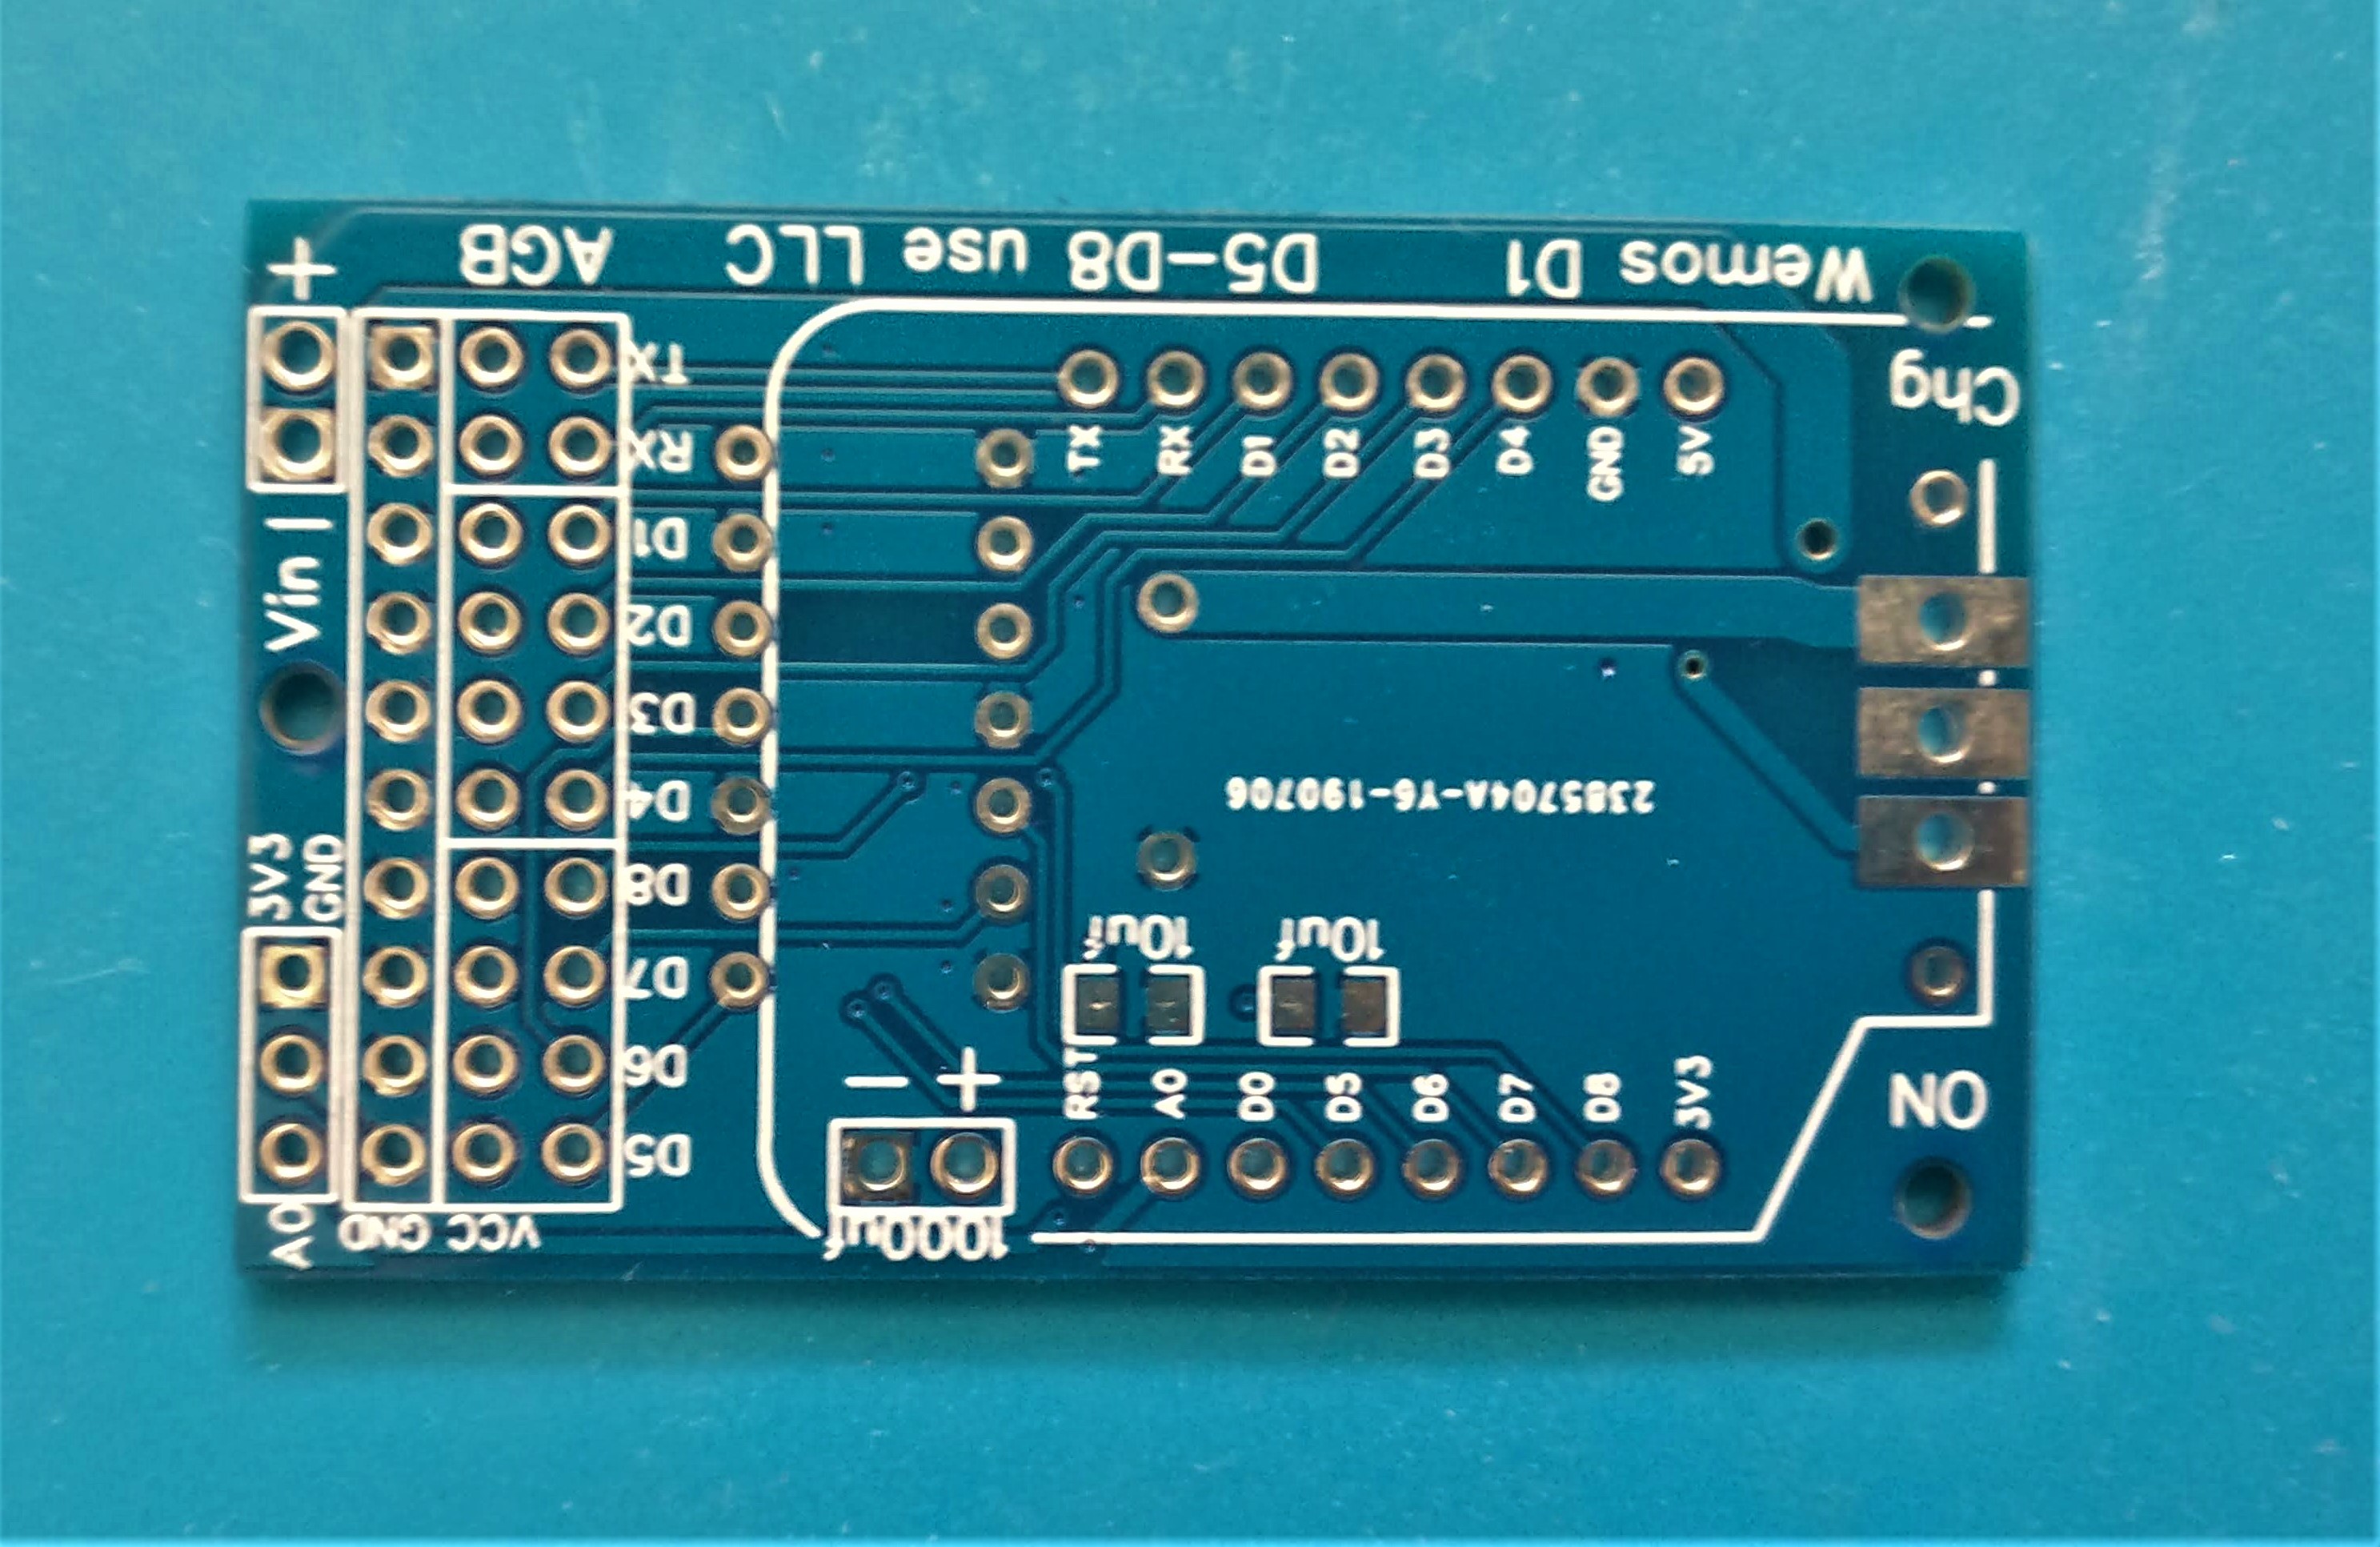 Wemos D1 D5-D8 use LLC AGB
+
Chg
TX
RX
D1
D2
D3
D4
D8
D7
D6
D5
TX
RX
D1
D2
D3
D4
GND
5V
Vin
-
3V3
GND
A0
GND
GND
VCC
2385704A-Y6-190706
10uf
10uf
- +
1000uf
RST
A0
D0
D5
D6
D7
D8
3V3
ON